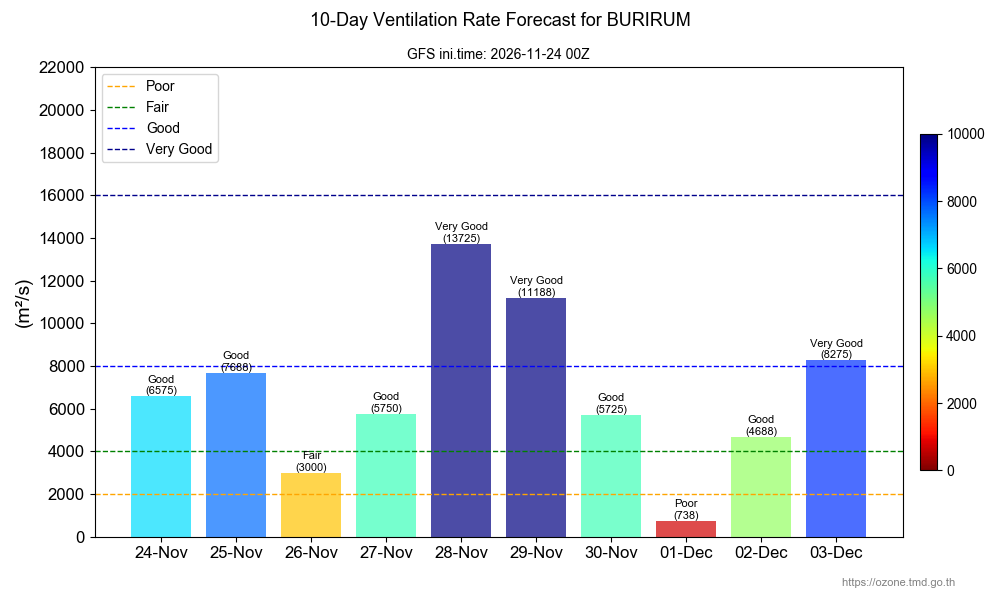 10-Day Ventilation Rate Forecast for BURIRUM
GFS ini.time: 2026-11-24 00Z
22000
20000
18000
16000
14000
12000
10000
8000
6000
4000
2000
0
(m²/s)
Poor
Fair
Good
Very Good
Good
(6575)
Good
(7688)
Fair
(3000)
Good
(5750)
Very Good
(13725)
Very Good
(11188)
Good
(5725)
Poor
(738)
Good
(4688)
Very Good
(8275)
24-Nov
25-Nov
26-Nov
27-Nov
28-Nov
29-Nov
30-Nov
01-Dec
02-Dec
03-Dec
10000
8000
6000
4000
2000
0
https://ozone.tmd.go.th